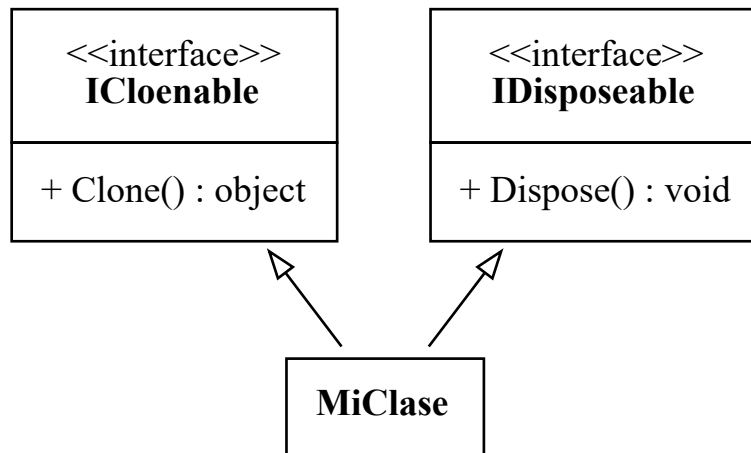 <<interface>>
ICloenable
+ Clone() : object
<<interface>>
IDisposeable
+ Dispose() : void
MiClase